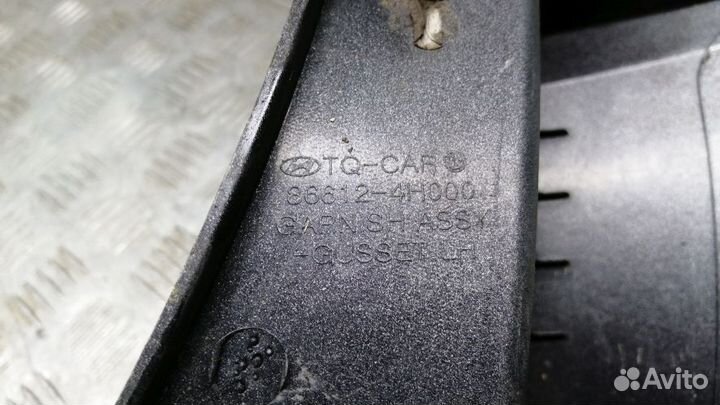 TQ-CAR
86612-4H000
GARNISH ASSY
-GUSSET LH
Avito